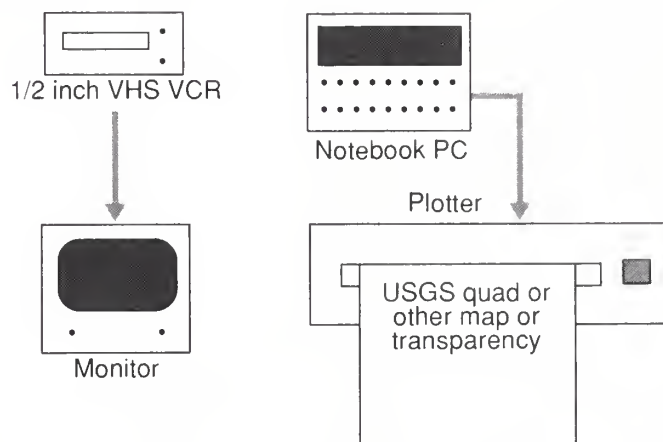 1/2 inch VHS VCR
Notebook PC
Plotter
USGS quad or
other map or
transparency
Monitor